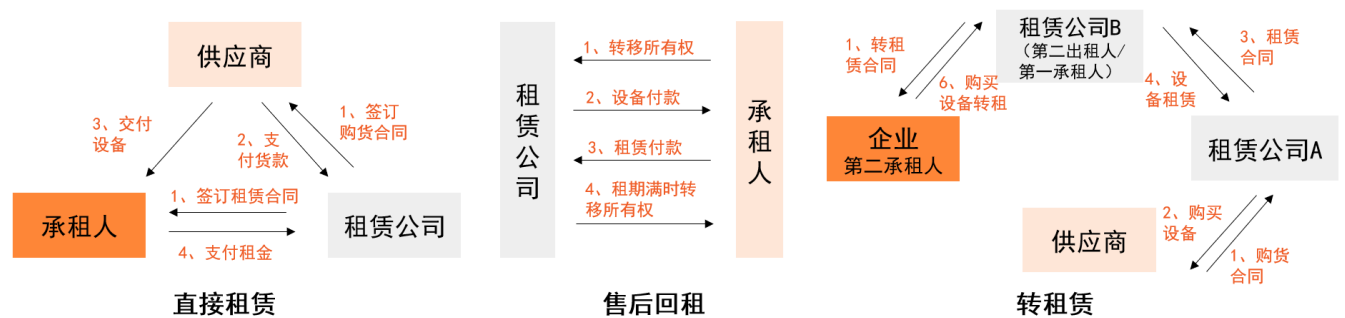 供应商
3、交付
设备
2、支
付货款
1、签订
购货合同
承租人
1、签订租赁合同
4、支付租金
租赁公司
直接租赁
租赁公司
1、转移所有权
2、设备付款
3、租赁付款
4、租期满时转
移所有权
承租人
售后回租
租赁公司B
（第二出租人/
第一承租人）
1、转租
赁合同
6、购买
设备转租
3、租赁
合同
4、设
备租赁
企业
第二承租人
租赁公司A
供应商
2、购买
设备
1、购货
合同
转租赁